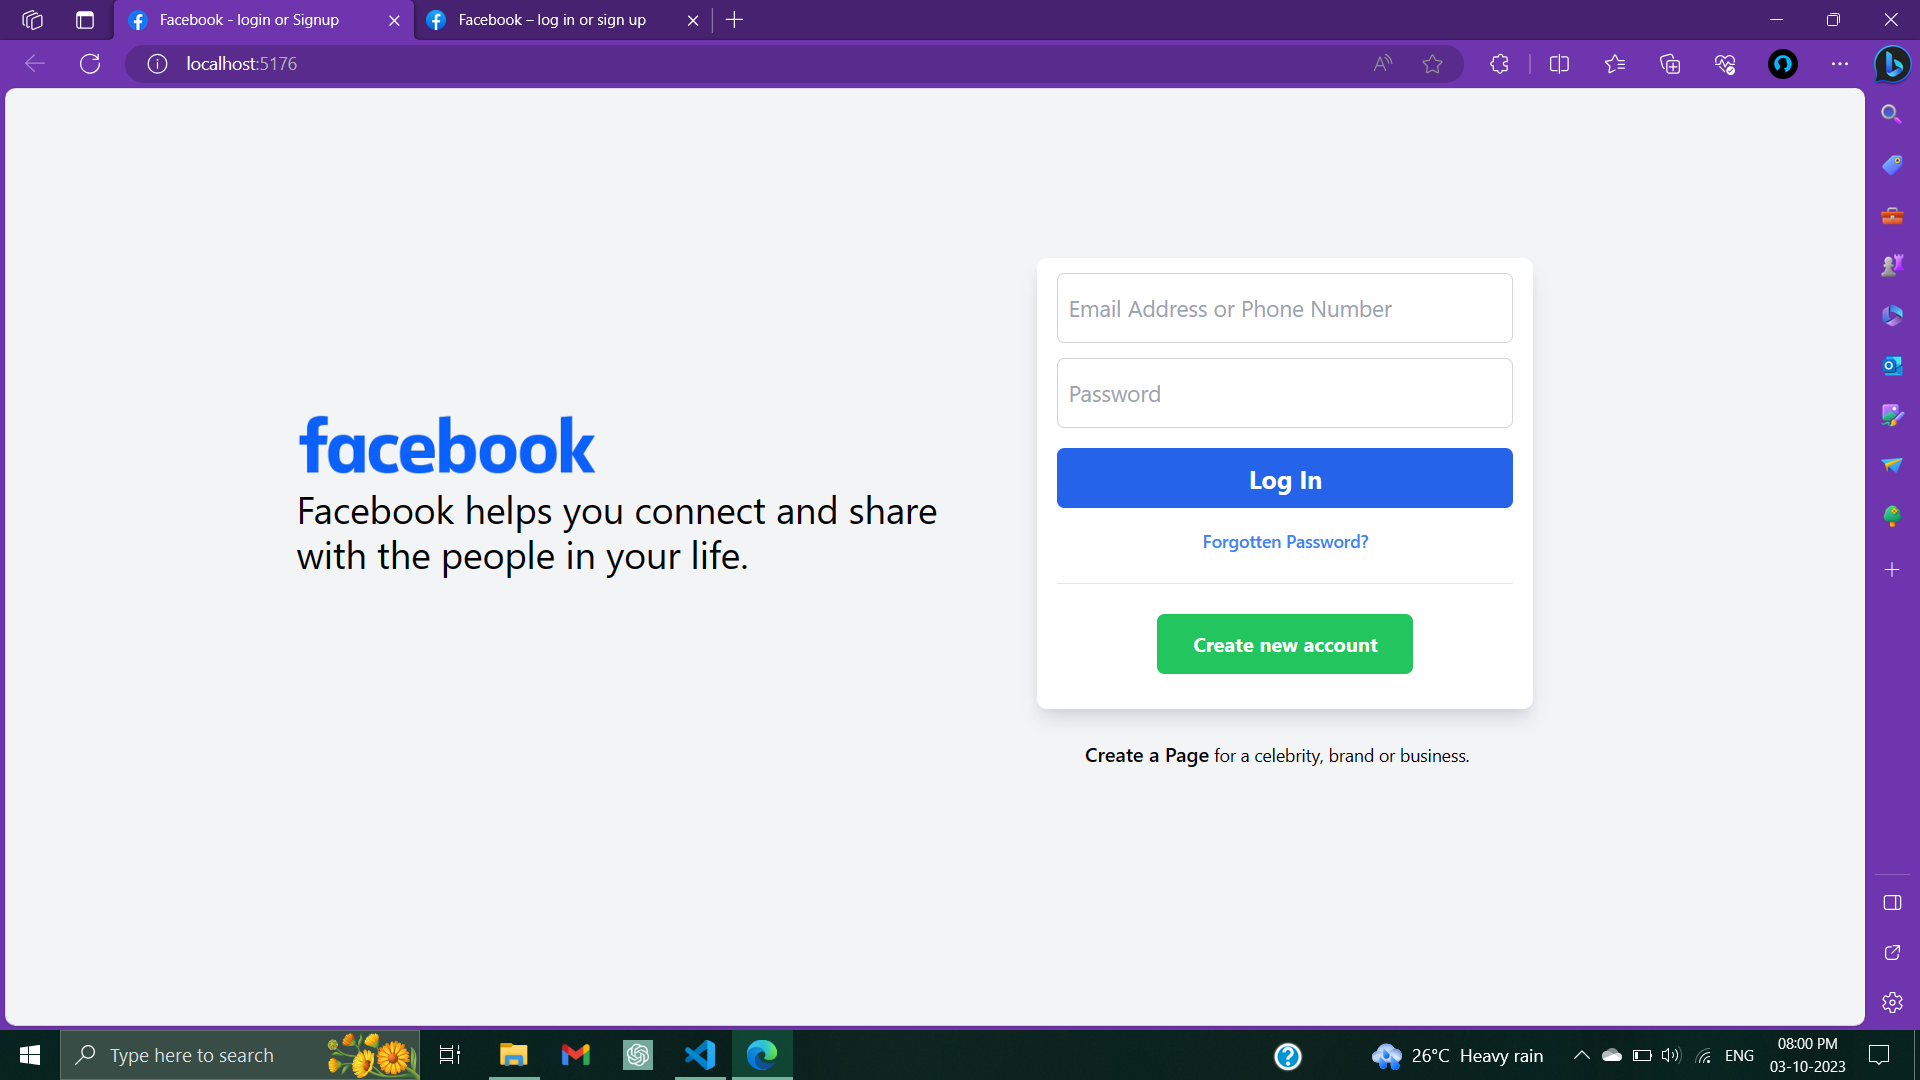 Facebook - login or Signup
Facebook – log in or sign up
localhost:5176
Email Address or Phone Number
Password
facebook
Log In
Facebook helps you connect and share
with the people in your life.
Forgotten Password?
Create new account
Create a Page for a celebrity, brand or business.
Type here to search
26°C Heavy rain
ENG
08:00 PM
03-10-2023